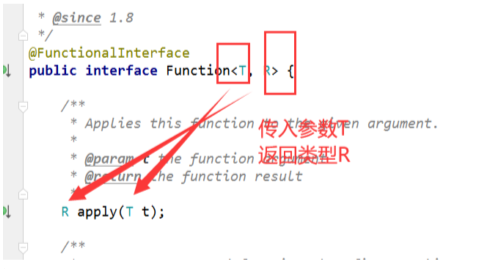 * @since 1.8
*/
@FunctionalInterface
public interface Function<T, R> {
/**
* Applies this function to the given argument.
*
* @param t the function argument
* @return the function result
传入参数T
返回类型R
R apply(T t);
/**